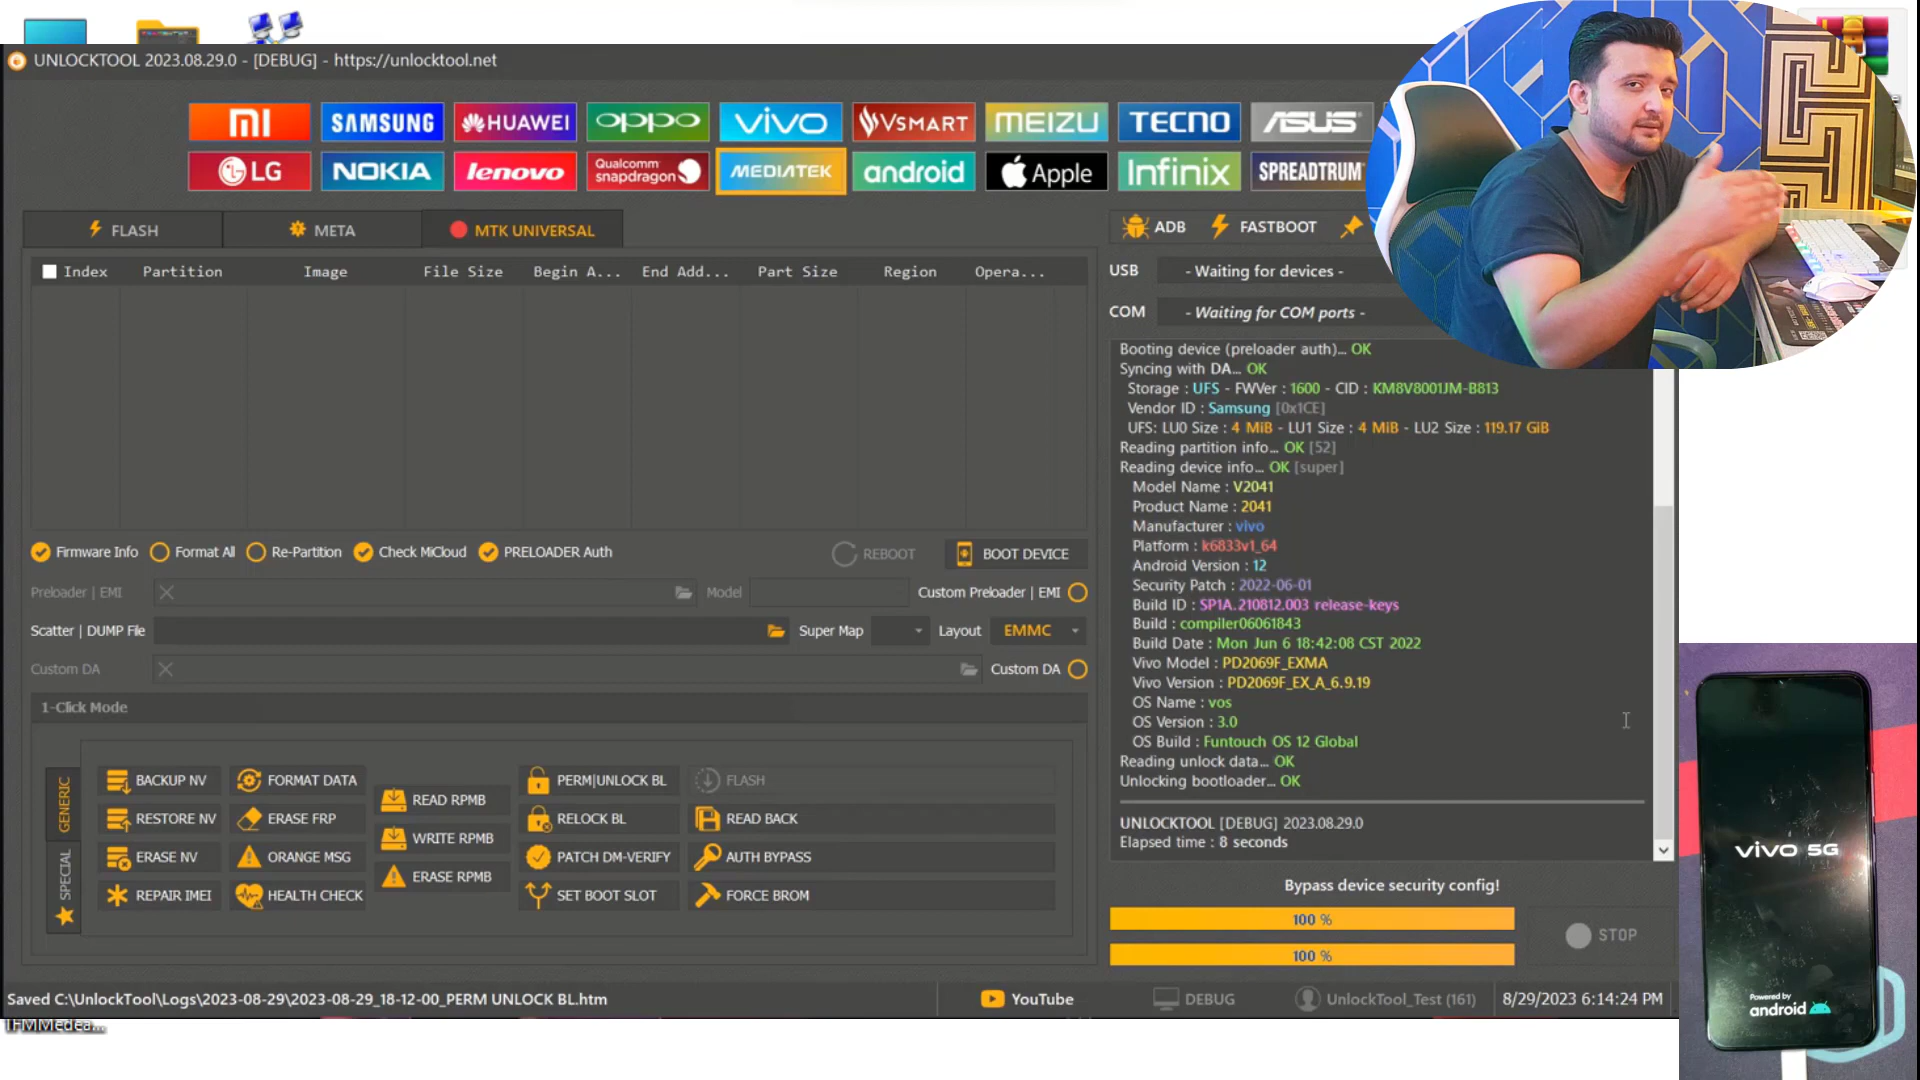 UNLOCKTOOL 2023.08.29.0 - [DEBUG] - https://unlocktool.net
MI SAMSUNG HUAWEI oppo vivo VSMART MEIZU TECNO ASUS
LG NOKIA lenovo Qualcomm snapdragon MEDIATEK android Apple Infinix SPREADTRUM
FLASH META MTK UNIVERSAL
ADB FASTBOOT
Index Partition Image File Size Begin A... End Add... Part Size Region Opera...
USB - Waiting for devices -
COM - Waiting for COM ports -
Booting device (preloader auth)... OK
Syncing with DA... OK
Storage : UFS - FWVer : 1600 - CID : KM8V8001JM-B813
Vendor ID : Samsung [0x1CE]
UFS: LU0 Size : 4 MiB - LU1 Size : 4 MiB - LU2 Size : 119.17 GiB
Reading partition info... OK [52]
Reading device info... OK [super]
Model Name : V2041
Product Name : 2041
Manufacturer : vivo
Platform : k6833v1_64
Android Version : 12
Security Patch : 2022-06-01
Build ID : SP1A.210812.003 release-keys
Build : compiler06061843
Build Date : Mon Jun 6 18:42:08 CST 2022
Vivo Model : PD2069F_EXMA
Vivo Version : PD2069F_EX_A_6.9.19
OS Name : vos
OS Version : 3.0
OS Build : Funtouch OS 12 Global
Reading unlock data... OK
Unlocking bootloader... OK
UNLOCKTOOL [DEBUG] 2023.08.29.0
Elapsed time : 8 seconds
Firmware Info Format All Re-Partition Check MiCloud PRELOADER Auth REBOOT BOOT DEVICE
Preloader | EMI Model Custom Preloader | EMI
Scatter | DUMP File Super Map Layout EMMC
Custom DA Custom DA
1-Click Mode
GENERIC
SPECIAL
BACKUP NV FORMAT DATA READ RPMB PERM|UNLOCK BL FLASH
RESTORE NV ERASE FRP WRITE RPMB RELOCK BL READ BACK
ERASE NV ORANGE MSG ERASE RPMB PATCH DM-VERIFY AUTH BYPASS
REPAIR IMEI HEALTH CHECK SET BOOT SLOT FORCE BROM
Bypass device security config!
100 %
100 %
STOP
Saved C:\UnlockTool\Logs\2023-08-29\2023-08-29_18-12-00_PERM UNLOCK BL.htm
YouTube DEBUG UnlockTool_Test (161) 8/29/2023 6:14:24 PM
vivo 5G
Powered by
android